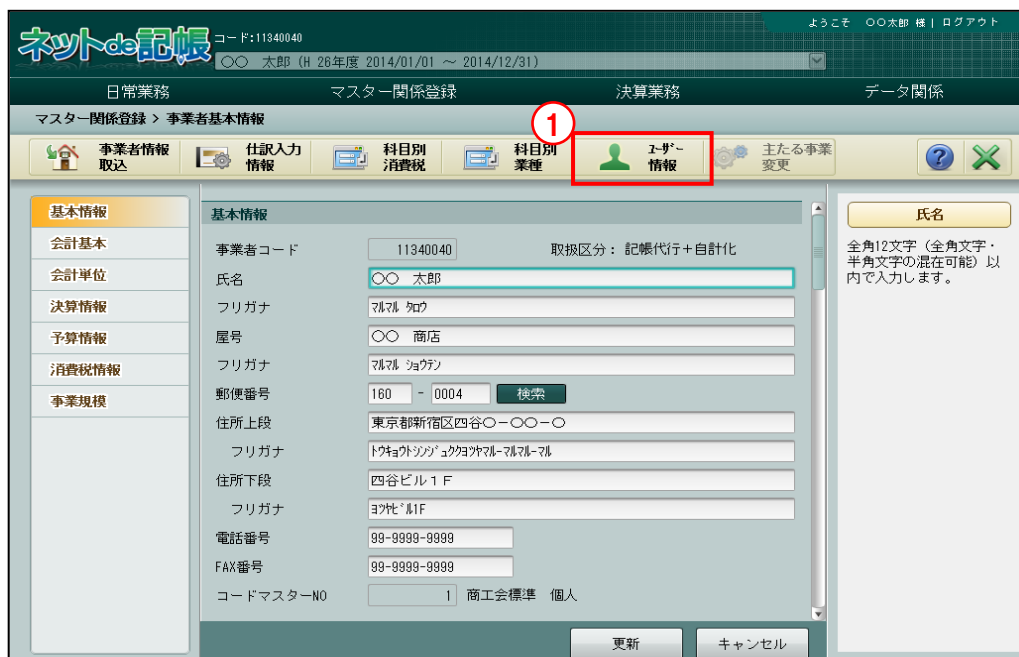 ようこそ ○○太郎 様 | ログアウト
ネットde記帳
コード:11340040
○○ 太郎 (H 26年度 2014/01/01 ～ 2014/12/31)
日常業務 マスター関係登録 決算業務 データ関係
マスター関係登録 > 事業者基本情報
1
事業者情報
取込
仕訳入力
情報
科目別
消費税
科目別
業種
ﾕｰｻﾞｰ
情報
主たる事業
変更
?
基本情報
会計基本
会計単位
決算情報
予算情報
消費税情報
事業規模
基本情報
事業者コード 11340040 取扱区分：記帳代行＋自計化
氏名 ○○ 太郎
フリガナ ﾏﾙﾏﾙ ﾀﾛｳ
屋号 ○○ 商店
フリガナ ﾏﾙﾏﾙ ｼｮｳﾃﾝ
郵便番号 160 - 0004 検索
住所上段 東京都新宿区四谷○－○○－○
フリガナ ﾄｳｷｮｳﾄｼﾝｼﾞｭｸｸﾖﾂﾔﾏﾙ-ﾏﾙﾏﾙ-ﾏﾙ
住所下段 四谷ビル１Ｆ
フリガナ ﾖﾂﾔﾋﾞﾙ1F
電話番号 99-9999-9999
FAX番号 99-9999-9999
コードマスターNO 1 商工会標準 個人
更新 キャンセル
氏名
全角12文字（全角文字・
半角文字の混在可能）以
内で入力します。